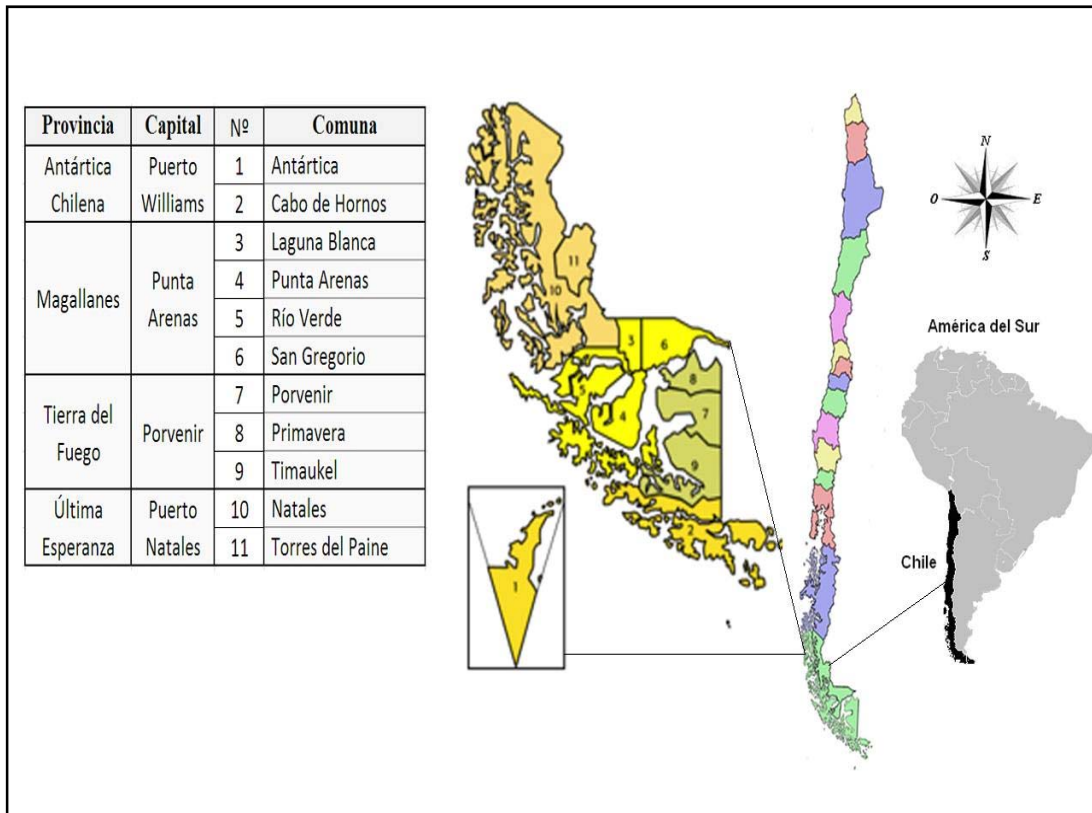 Provincia Capital Nº Comuna
Antártica Chilena Puerto Williams 1 Antártica
2 Cabo de Hornos
Magallanes Punta Arenas 3 Laguna Blanca
4 Punta Arenas
5 Río Verde
6 San Gregorio
Tierra del Fuego Porvenir 7 Porvenir
8 Primavera
9 Timaukel
Última Esperanza Puerto Natales 10 Natales
11 Torres del Paine
11
10
3
6
8
5
4
7
9
2
1
N
O
E
S
América del Sur
Chile